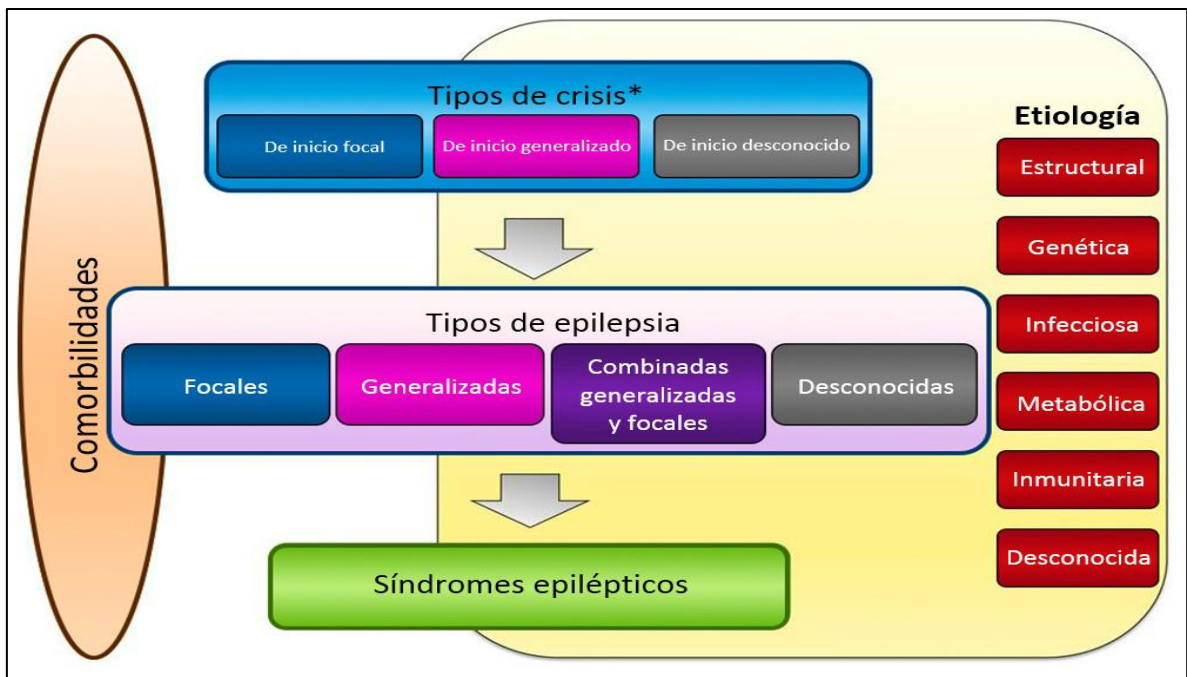 Tipos de crisis*
De inicio focal
De inicio generalizado
De inicio desconocido
Etiología
Estructural
Genética
Infecciosa
Metabólica
Inmunitaria
Desconocida
Comorbilidades
Tipos de epilepsia
Focales
Generalizadas
Combinadas
generalizadas
y focales
Desconocidas
Síndromes epilépticos